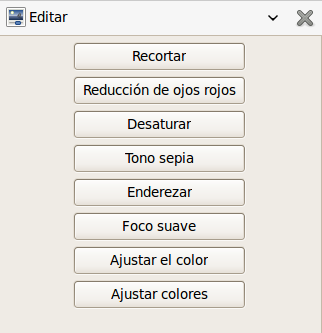 Editar
Recortar
Reducción de ojos rojos
Desaturar
Tono sepia
Enderezar
Foco suave
Ajustar el color
Ajustar colores